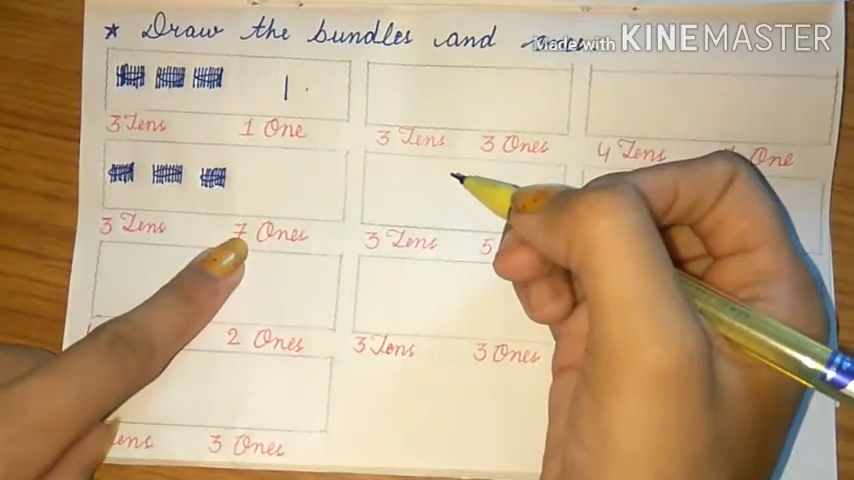 * Draw the bundles and
Made with KINEMASTER
3 Tens 1 One 3 Tens 3 Ones 4 Tens One
3 Tens 7 Ones 3 Tens 5
2 Ones 3 Tens 3 Ones
ens 3 Ones